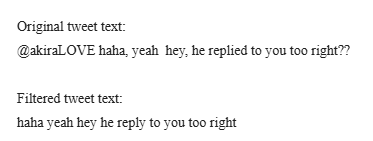 Original tweet text:
@akiraLOVE haha, yeah  hey, he replied to you too right??
Filtered tweet text:
haha yeah hey he reply to you too right